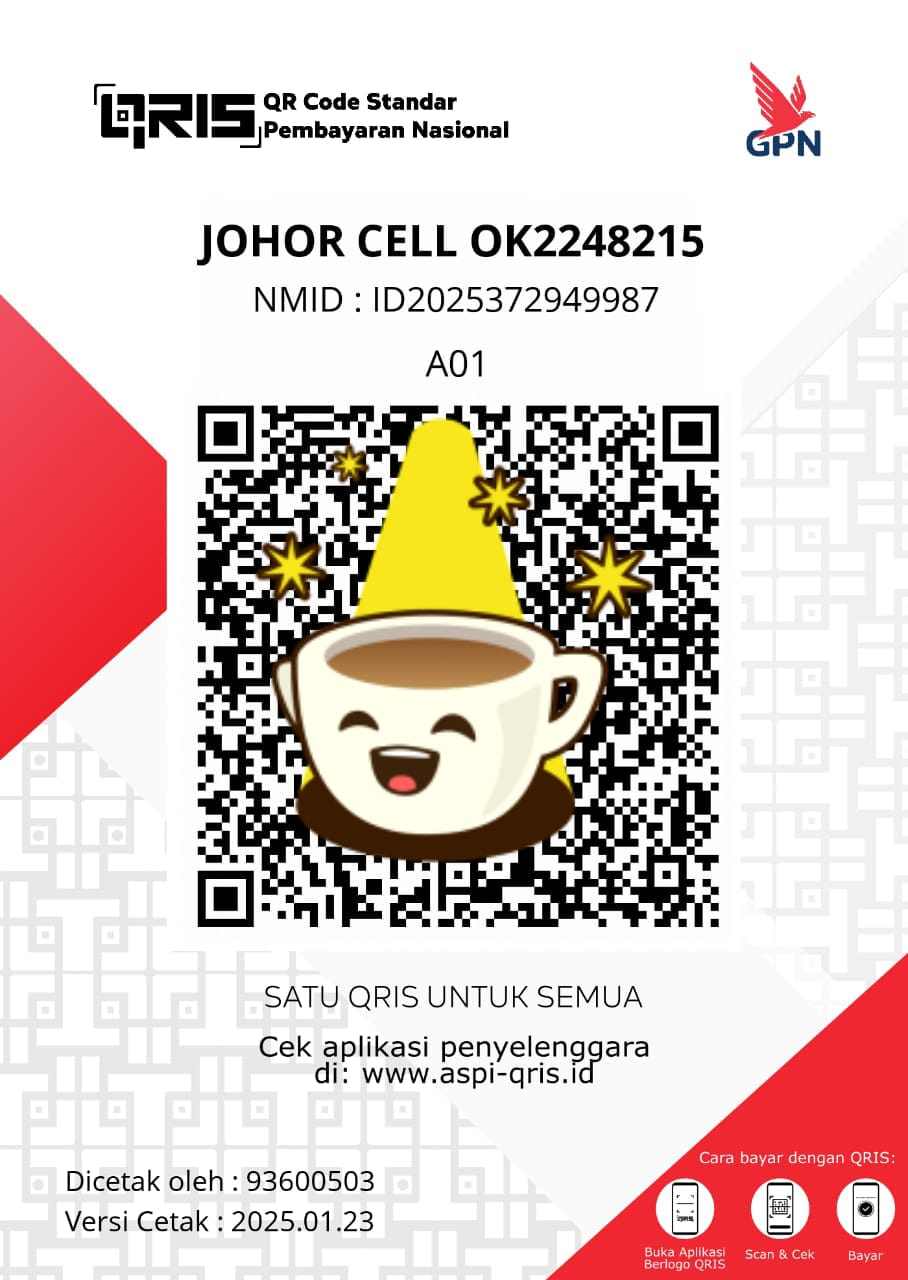 QRIS QR Code Standar
Pembayaran Nasional
GPN
JOHOR CELL OK2248215
NMID : ID2025372949987
A01
SATU QRIS UNTUK SEMUA
Cek aplikasi penyelenggara
di: www.aspi-qris.id
Dicetak oleh : 93600503
Versi Cetak : 2025.01.23
Cara bayar dengan QRIS:
Buka Aplikasi
Berlogo QRIS
Scan & Cek
Bayar